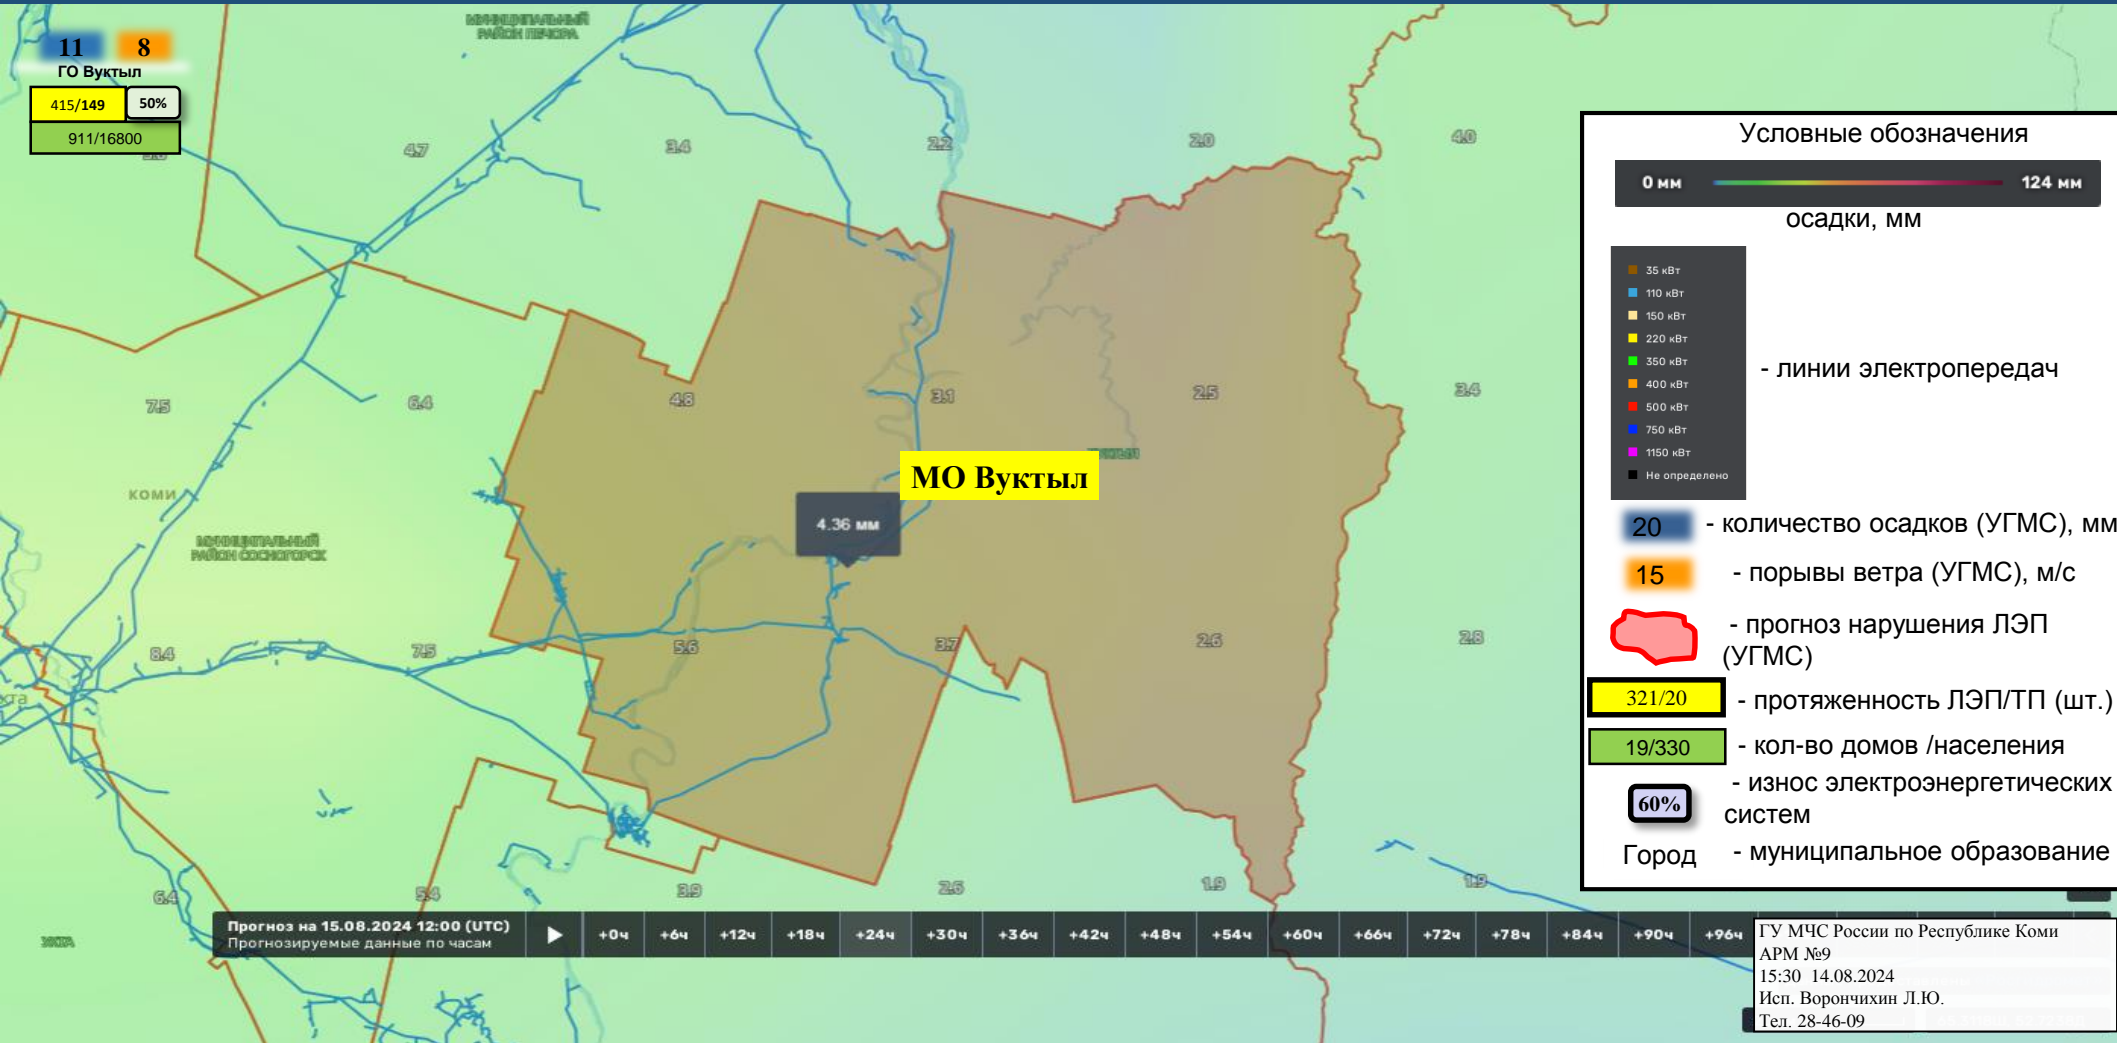 МУНИЦИПАЛЬНЫЙ
РАЙОН ПЕЧОРА
11 8
ГО Вуктыл
415/149 50%
911/16800
4.7 3.4 2.2 2.0 4.0
7.5 6.4 4.8 3.1 2.5 3.4
МО Вуктыл
КОМИ
4.36 мм
МУНИЦИПАЛЬНЫЙ
РАЙОН СОСНОГОРСК
8.4 7.5 5.6 3.7 2.6 2.8
6.4 5.4 3.9 2.6 1.9 1.9
УХТА
Прогноз на 15.08.2024 12:00 (UTC)
Прогнозируемые данные по часам
+0ч +6ч +12ч +18ч +24ч +30ч +36ч +42ч +48ч +54ч +60ч +66ч +72ч +78ч +84ч +90ч +96ч
Условные обозначения
0 мм 124 мм
осадки, мм
35 кВт
110 кВт
150 кВт
220 кВт
350 кВт
400 кВт
500 кВт
750 кВт
1150 кВт
Не определено
- линии электропередач
20 - количество осадков (УГМС), мм
15 - порывы ветра (УГМС), м/с
- прогноз нарушения ЛЭП
(УГМС)
321/20 - протяженность ЛЭП/ТП (шт.)
19/330 - кол-во домов /населения
60% - износ электроэнергетических
систем
Город - муниципальное образование
ГУ МЧС России по Республике Коми
АРМ №9
15:30 14.08.2024
Исп. Ворончихин Л.Ю.
Тел. 28-46-09